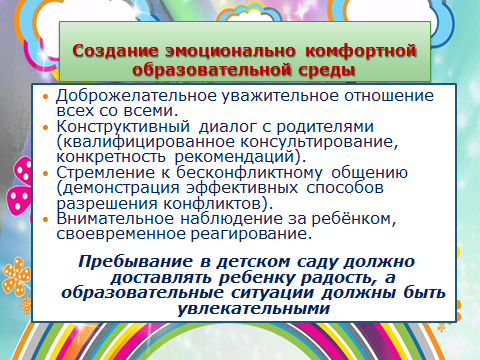 Создание эмоционально комфортной
образовательной среды
• Доброжелательное уважительное отношение
всех со всеми.
• Конструктивный диалог с родителями
(квалифицированное консультирование,
конкретность рекомендаций).
• Стремление к бесконфликтному общению
(демонстрация эффективных способов
разрешения конфликтов).
• Внимательное наблюдение за ребёнком,
своевременное реагирование.
Пребывание в детском саду должно
доставлять ребенку радость, а
образовательные ситуации должны быть
увлекательными